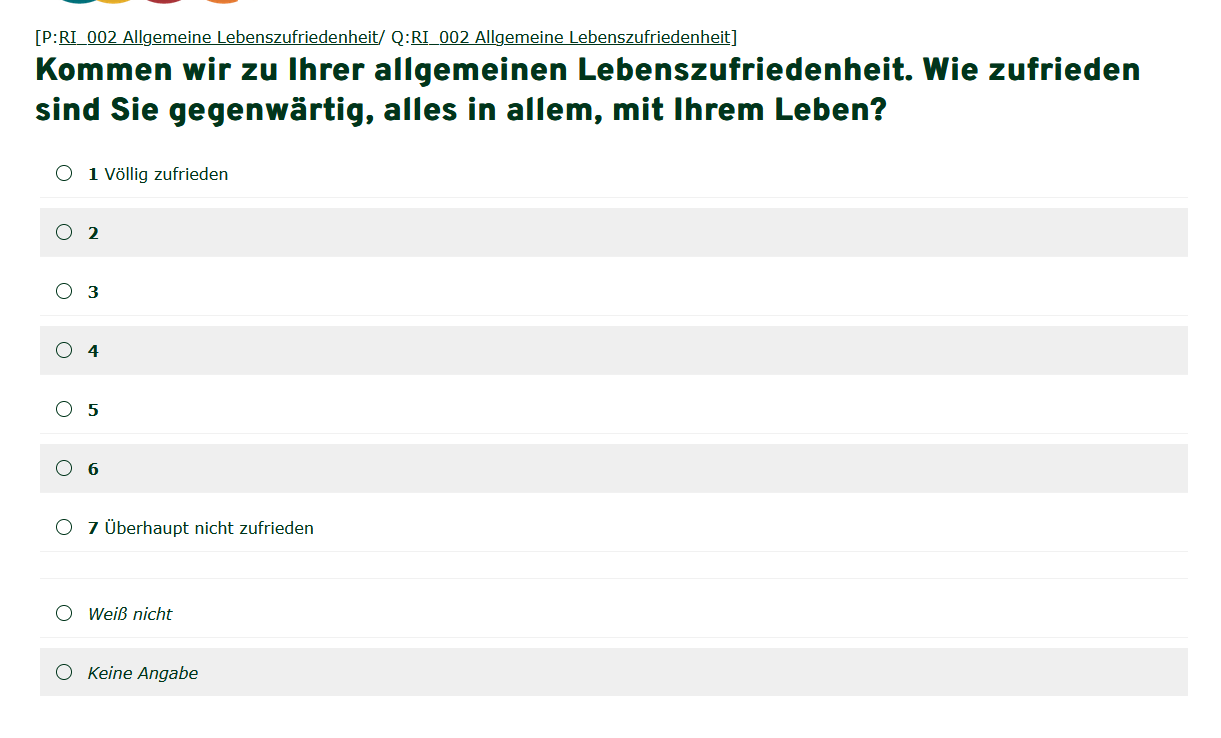 [P:RI_002 Allgemeine Lebenszufriedenheit/ Q:RI_002 Allgemeine Lebenszufriedenheit]
Kommen wir zu Ihrer allgemeinen Lebenszufriedenheit. Wie zufrieden
sind Sie gegenwärtig, alles in allem, mit Ihrem Leben?
1 Völlig zufrieden
2
3
4
5
6
7 Überhaupt nicht zufrieden
Weiß nicht
Keine Angabe